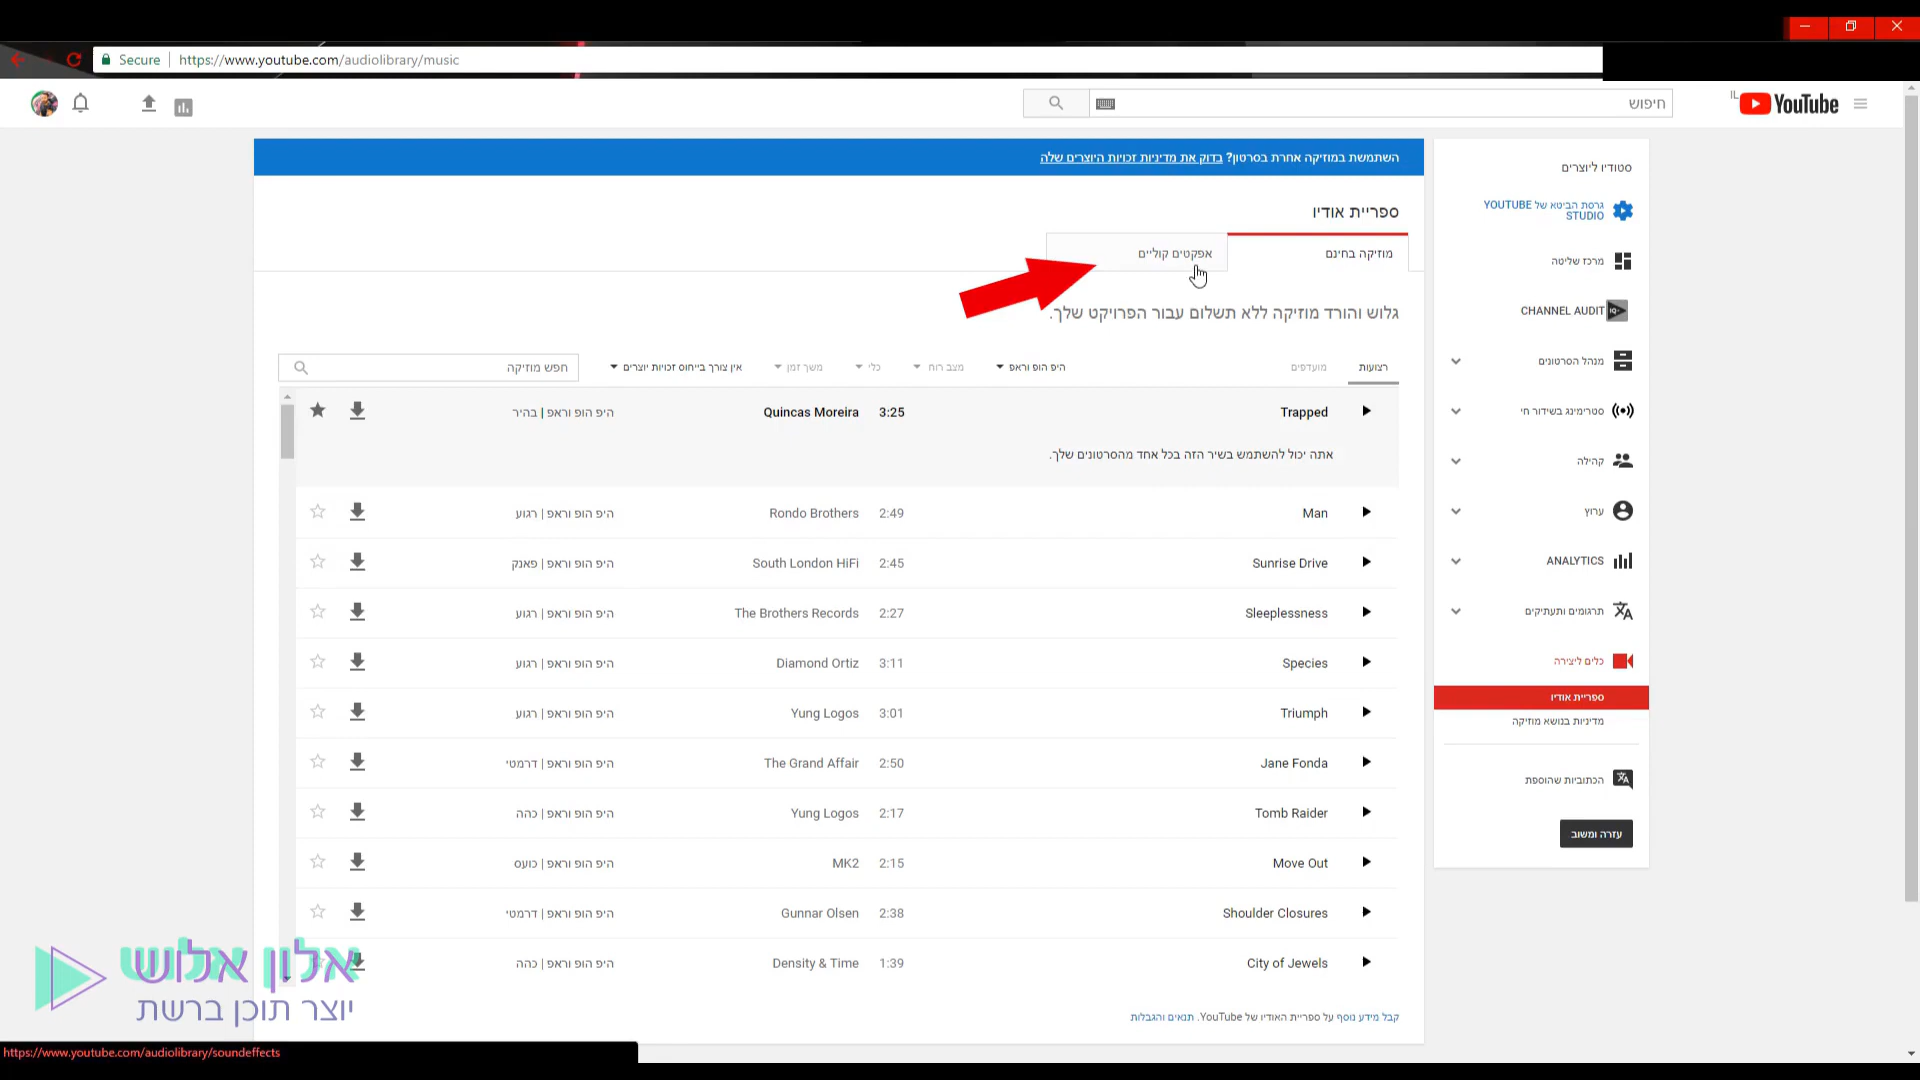 Secure https://www.youtube.com/audiolibrary/music
YouTube IL
חיפוש
השתמשת במוזיקה אחרת בסרטון? בדוק את מדיניות זכויות היוצרים שלה
ספריית אודיו
מוזיקה בחינם
אפקטים קוליים
גלוש והורד מוזיקה ללא תשלום עבור הפרויקט שלך.
רצועות מועדפים היפ הופ וראפ מצב רוח כלי משך זמן אין צורך בייחוס זכויות יוצרים חפש מוזיקה
Trapped 3:25 Quincas Moreira היפ הופ וראפ | בהיר
אתה יכול להשתמש בשיר הזה בכל אחד מהסרטונים שלך.
Man 2:49 Rondo Brothers היפ הופ וראפ | רגוע
Sunrise Drive 2:45 South London HiFi היפ הופ וראפ | פאנק
Sleeplessness 2:27 The Brothers Records היפ הופ וראפ | רגוע
Species 3:11 Diamond Ortiz היפ הופ וראפ | רגוע
Triumph 3:01 Yung Logos היפ הופ וראפ | רגוע
Jane Fonda 2:50 The Grand Affair היפ הופ וראפ | דרמטי
Tomb Raider 2:17 Yung Logos היפ הופ וראפ | כהה
Move Out 2:15 MK2 היפ הופ וראפ | כועס
Shoulder Closures 2:38 Gunnar Olsen היפ הופ וראפ | דרמטי
City of Jewels 1:39 Density & Time היפ הופ וראפ | כהה
קבל מידע נוסף על ספריית האודיו של YouTube. תנאים והגבלות
סטודיו ליוצרים
גרסת הביטא של YOUTUBE
STUDIO
מרכז שליטה
CHANNEL AUDIT
מנהל הסרטונים
סטרימינג בשידור חי
קהילה
ערוץ
ANALYTICS
תרגומים ותעתיקים
כלים ליצירה
ספריית אודיו
מדיניות בנושא מוזיקה
הכתוביות שהוספת
עזרה ומשוב
אלון אלוש
יוצר תוכן ברשת
https://www.youtube.com/audiolibrary/soundeffects